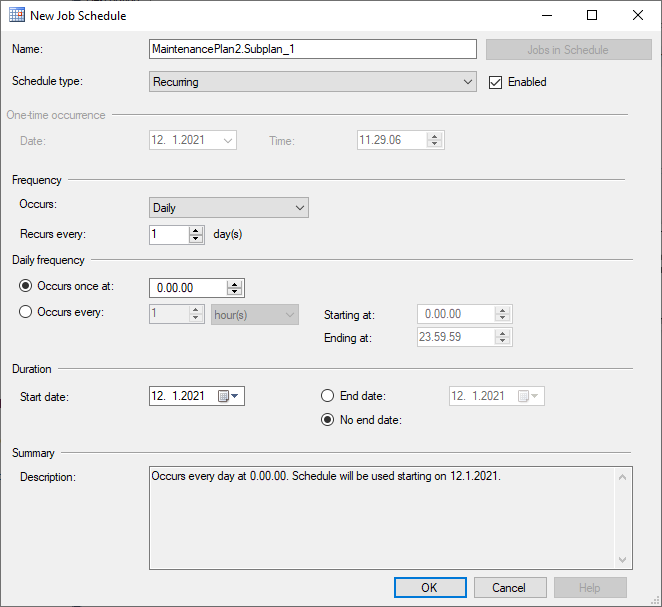 New Job Schedule
Name: MaintenancePlan2.Subplan_1 Jobs in Schedule
Schedule type: Recurring Enabled
One-time occurrence
Date: 12. 1.2021 Time: 11.29.06
Frequency
Occurs: Daily
Recurs every: 1 day(s)
Daily frequency
Occurs once at: 0.00.00
Occurs every: 1 hour(s) Starting at: 0.00.00
Ending at: 23.59.59
Duration
Start date: 12. 1.2021 End date: 12. 1.2021
No end date:
Summary
Description: Occurs every day at 0.00.00. Schedule will be used starting on 12.1.2021.
OK Cancel Help